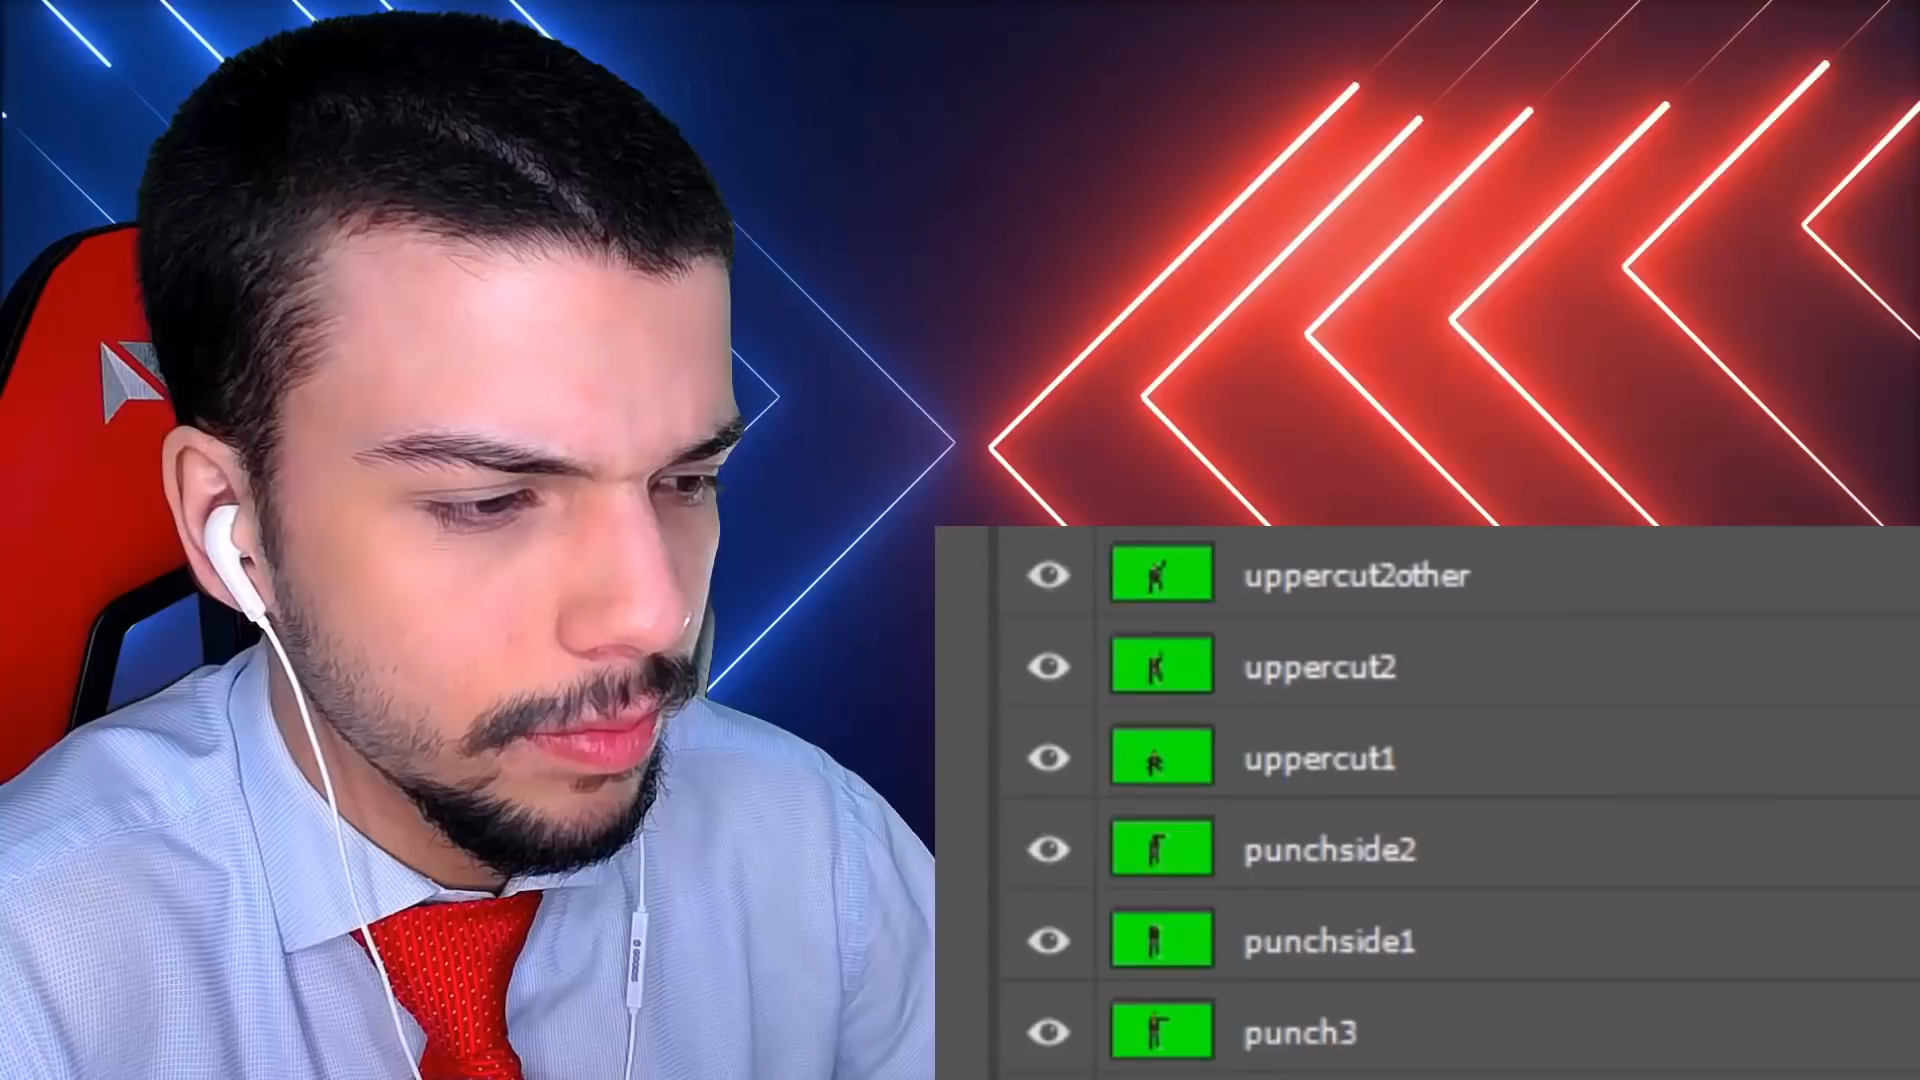 uppercut2other
uppercut2
uppercut1
punchside2
punchside1
punch3